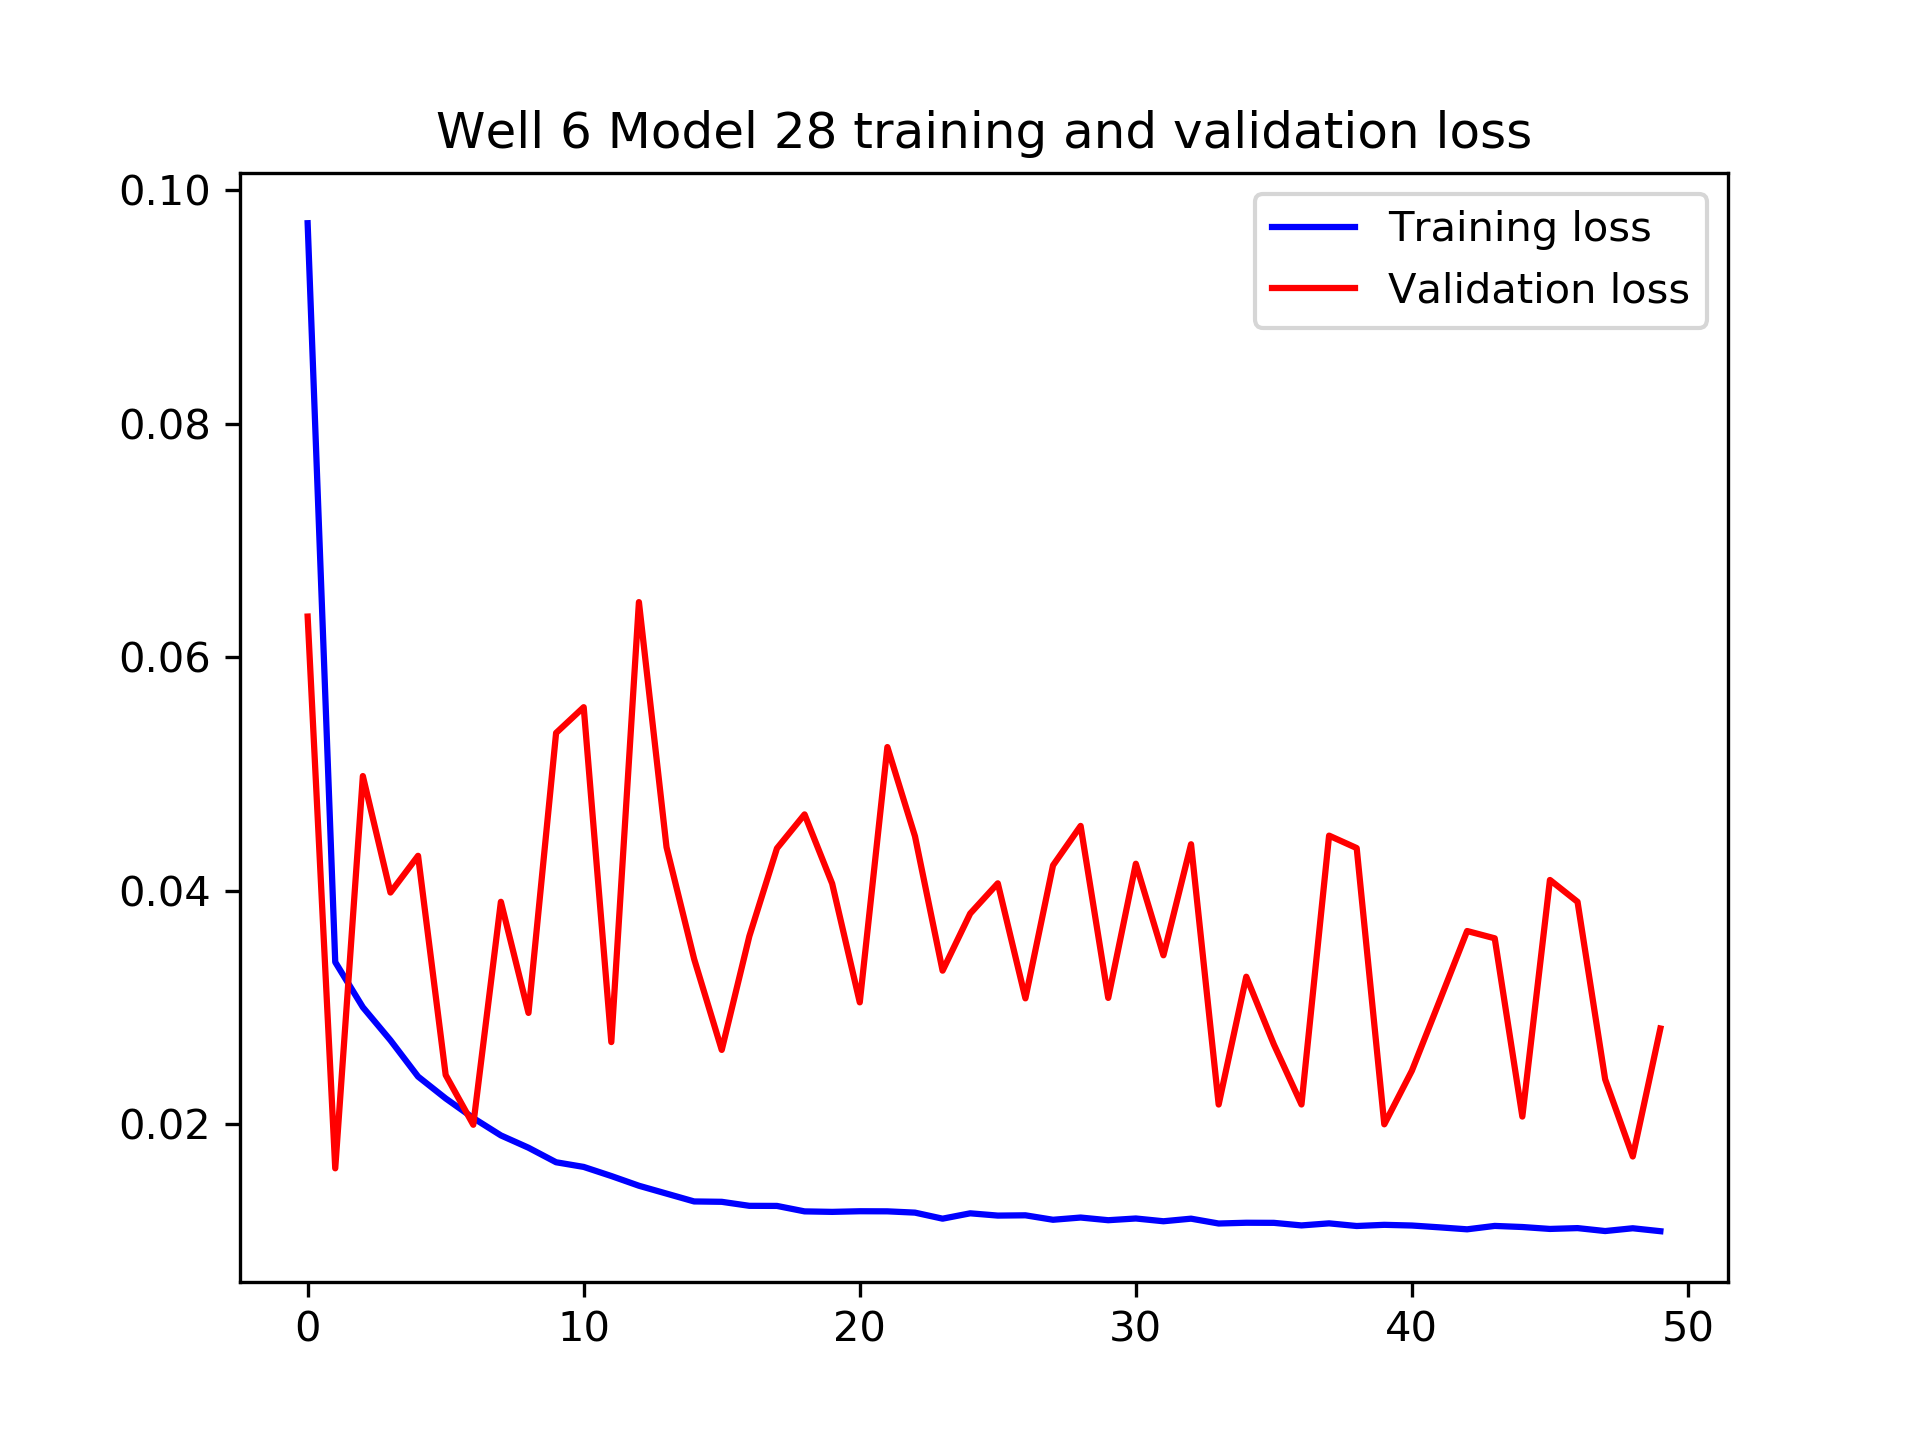 Well 6 Model 28 training and validation loss
Training loss
Validation loss
0.10
0.08
0.06
0.04
0.02
0 10 20 30 40 50